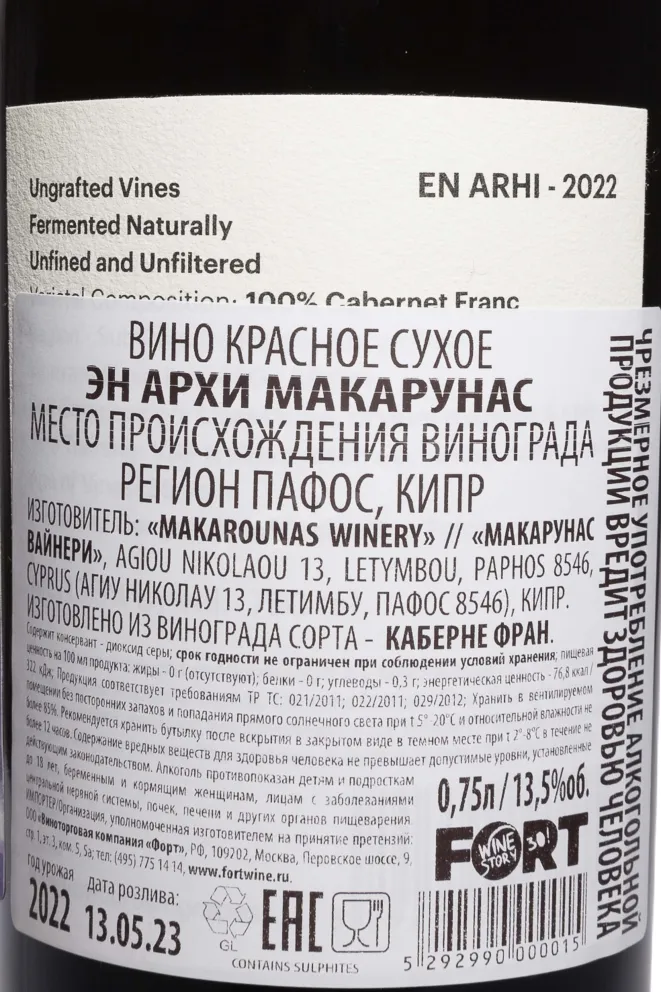 Ungrafted Vines
EN ARHI - 2022
Fermented Naturally
Unfined and Unfiltered
Varietal Composition: 100% Cabernet Franc
ВИНО КРАСНОЕ СУХОЕ
ЭН АРХИ МАКАРУНАС
МЕСТО ПРОИСХОЖДЕНИЯ ВИНОГРАДА
РЕГИОН ПАФОС, КИПР
ИЗГОТОВИТЕЛЬ: «MAKAROUNAS WINERY» // «МАКАРУНАС
ВАЙНЕРИ», AGIOU NIKOLAOU 13, LETYMBOU, PAPHOS 8546,
CYPRUS (АГИУ НИКОЛАУ 13, ЛЕТИМБУ, ПАФОС 8546), КИПР.
ИЗГОТОВЛЕНО ИЗ ВИНОГРАДА СОРТА - КАБЕРНЕ ФРАН.
Содержит консервант - диоксид серы; срок годности не ограничен при соблюдении условий хранения; пищевая
ценность на 100 мл продукта: жиры - 0 г (отсутствуют); белки - 0 г; углеводы - 0,3 г; энергетическая ценность - 76,8 ккал /
322 кДж; Продукция соответствует требованиям ТР ТС: 021/2011; 022/2011; 029/2012; Хранить в вентилируемом
помещении без посторонних запахов и попадания прямого солнечного света при t 5°-20°С и относительной влажности не
более 85%. Рекомендуется хранить бутылку после вскрытия в закрытом виде в темном месте при t 2°-8°С в течение не
более 12 часов. Содержание вредных веществ для здоровья человека не превышает допустимые уровни, установленные
действующим законодательством. Алкоголь противопоказан детям и подросткам
до 18 лет, беременным и кормящим женщинам, лицам с заболеваниями
центральной нервной системы, почек, печени и других органов пищеварения.
ИМПОРТЕР/Организация, уполномоченная изготовителем на принятие претензий:
ООО «Виноторговая компания «Форт», РФ, 109202, Москва, Перовское шоссе, 9,
стр. 1, эт. 3, ком. 5, 5а; тел: (495) 775 14 14, www.fortwine.ru.
0,75л / 13,5%об.
FORT
WINE
STORY
год урожая
2022
дата розлива:
13.05.23
GL
EAC
CONTAINS SULPHITES
5 292990 000015
ЧРЕЗМЕРНОЕ УПОТРЕБЛЕНИЕ АЛКОГОЛЬНОЙ
ПРОДУКЦИИ ВРЕДИТ ЗДОРОВЬЮ ЧЕЛОВЕКА